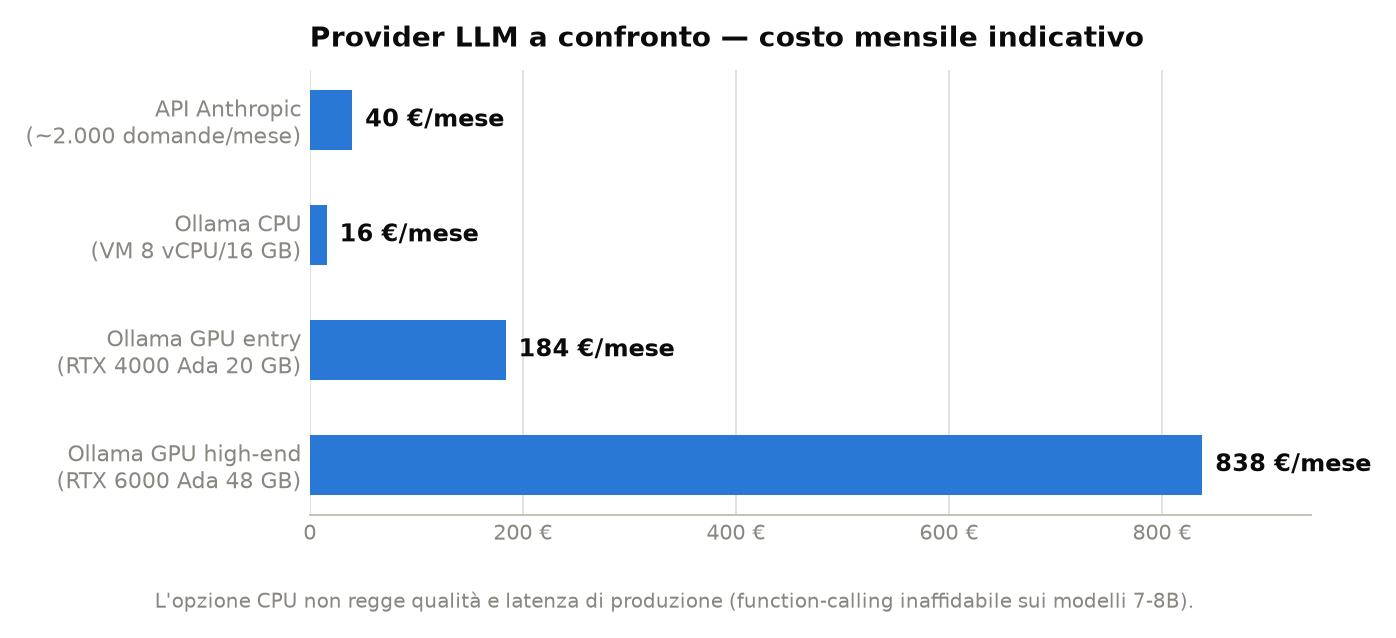 Provider LLM a confronto — costo mensile indicativo
API Anthropic
(~2.000 domande/mese)
40 €/mese
Ollama CPU
(VM 8 vCPU/16 GB)
16 €/mese
Ollama GPU entry
(RTX 4000 Ada 20 GB)
184 €/mese
Ollama GPU high-end
(RTX 6000 Ada 48 GB)
838 €/mese
0
200 €
400 €
600 €
800 €
L'opzione CPU non regge qualità e latenza di produzione (function-calling inaffidabile sui modelli 7-8B).